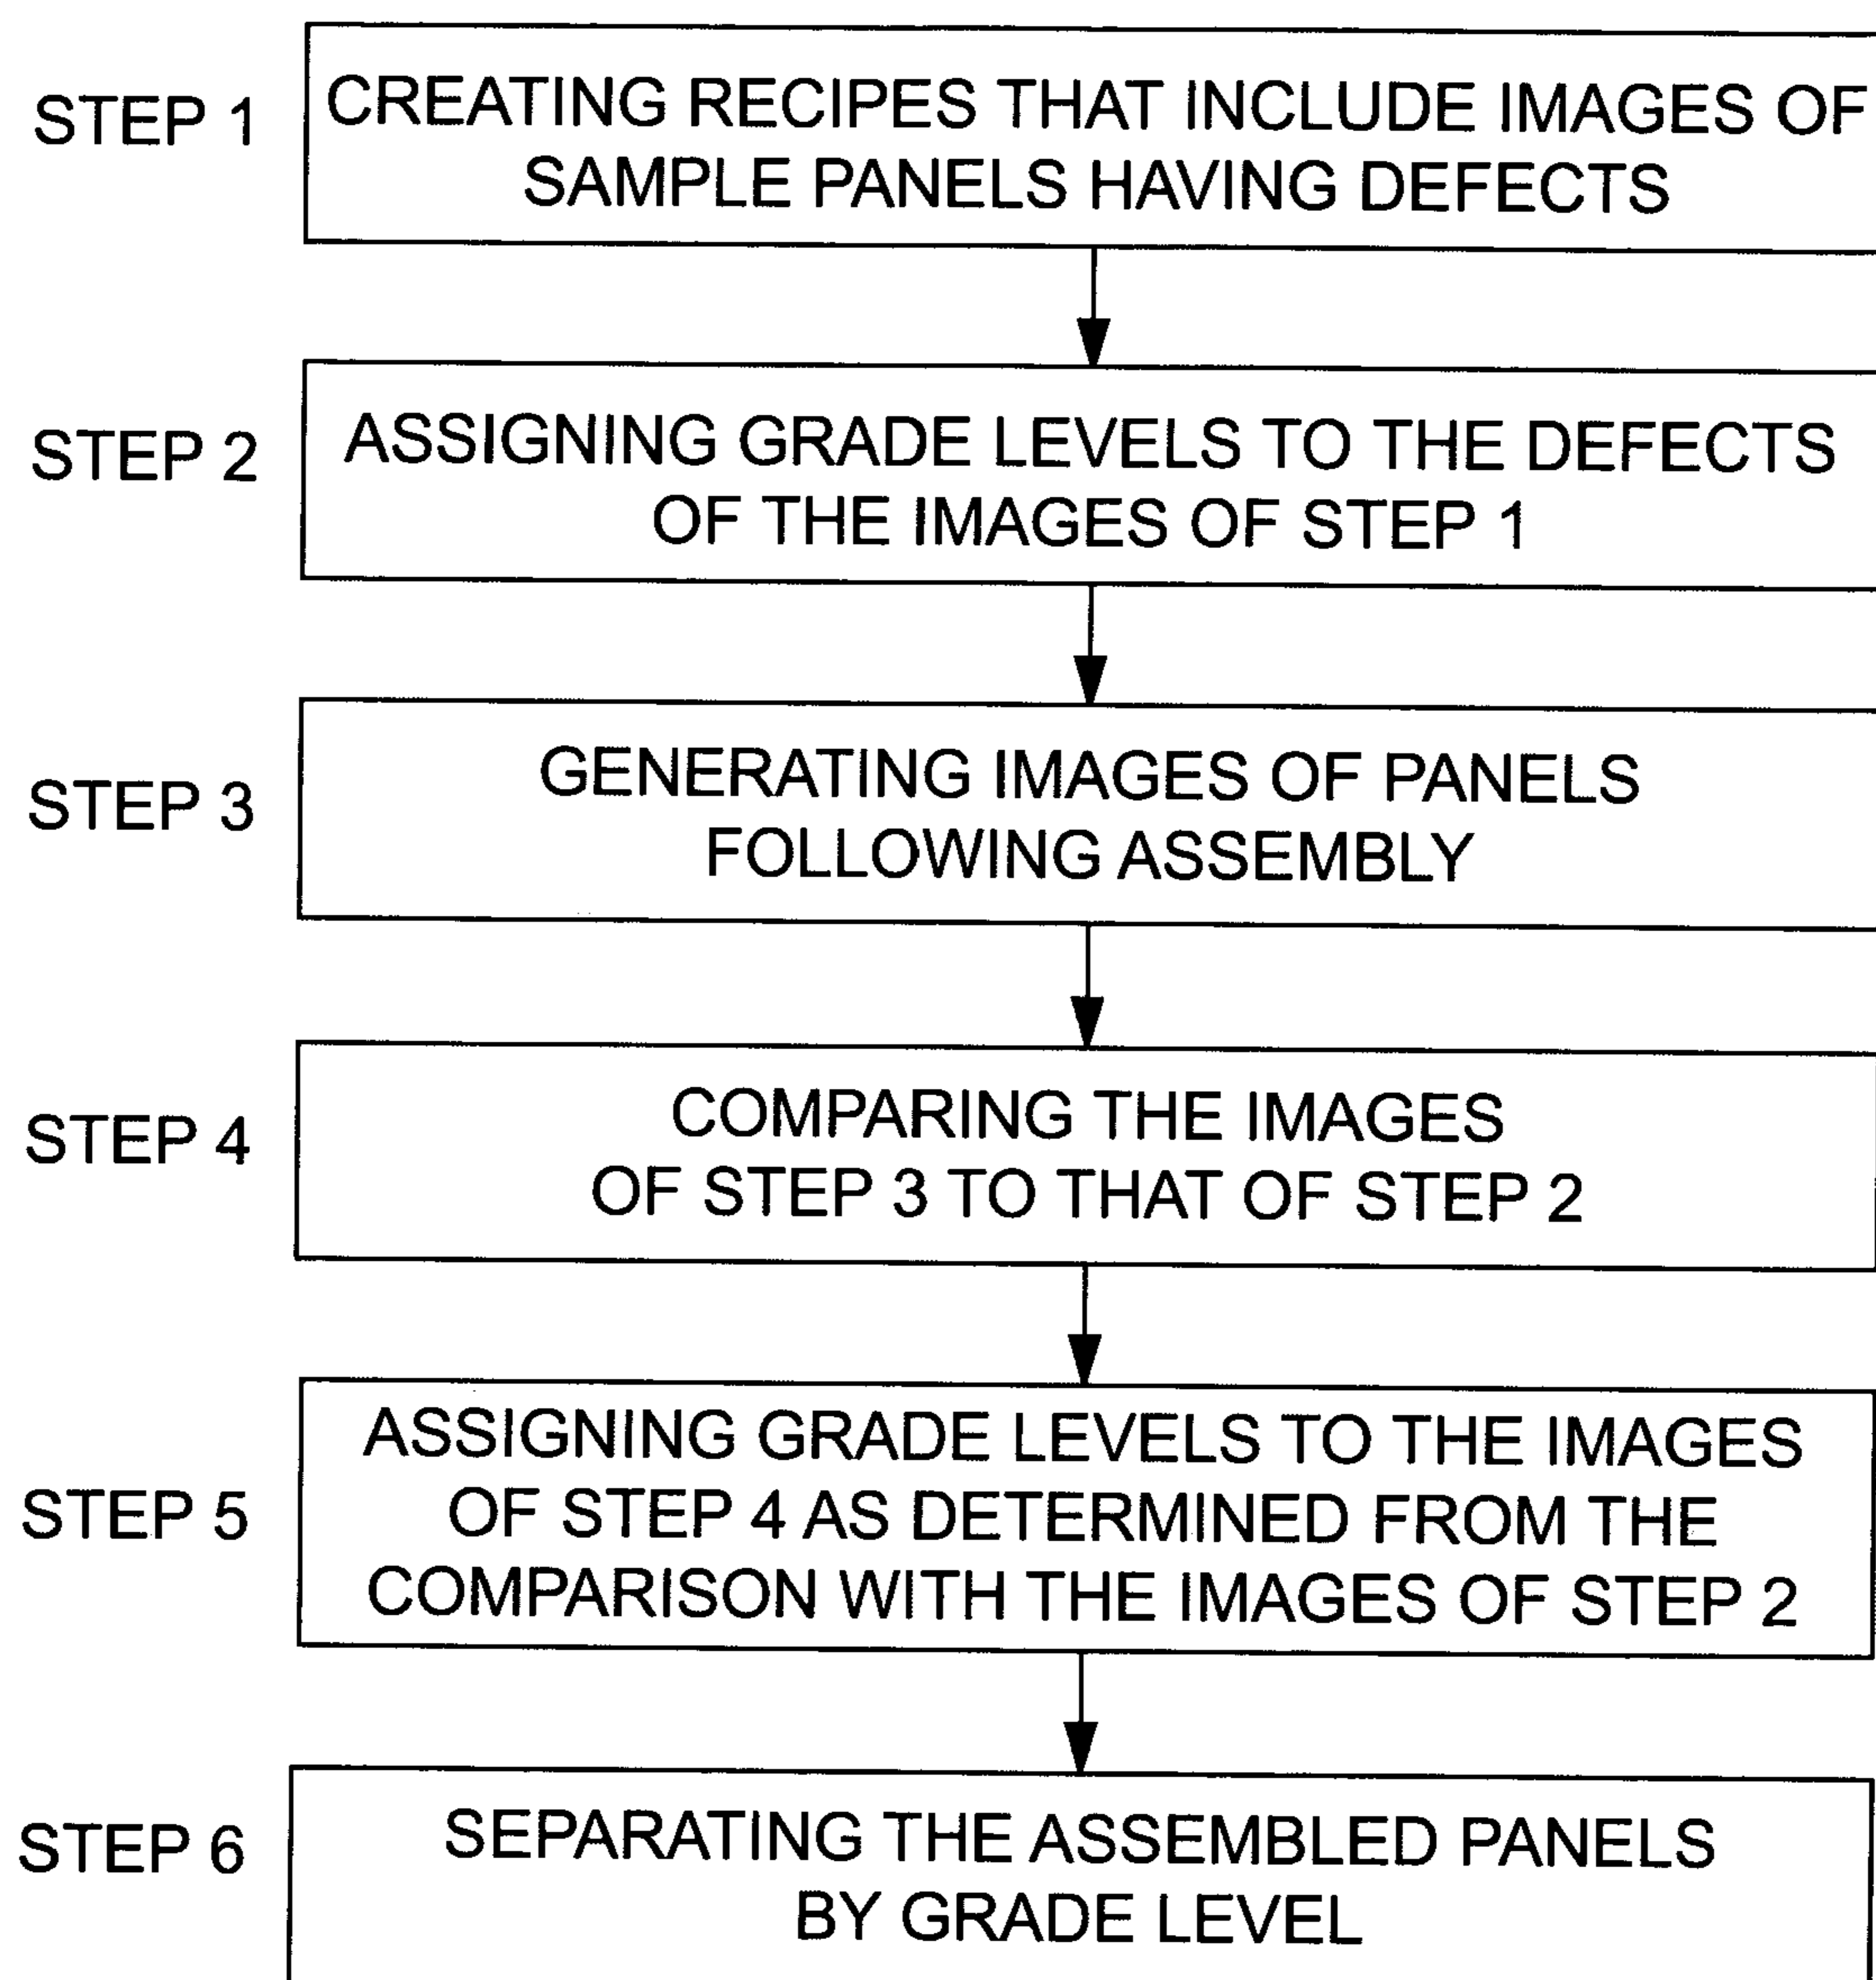 STEP 1
CREATING RECIPES THAT INCLUDE IMAGES OF
SAMPLE PANELS HAVING DEFECTS
STEP 2
ASSIGNING GRADE LEVELS TO THE DEFECTS
OF THE IMAGES OF STEP 1
STEP 3
GENERATING IMAGES OF PANELS
FOLLOWING ASSEMBLY
STEP 4
COMPARING THE IMAGES
OF STEP 3 TO THAT OF STEP 2
STEP 5
ASSIGNING GRADE LEVELS TO THE IMAGES
OF STEP 4 AS DETERMINED FROM THE
COMPARISON WITH THE IMAGES OF STEP 2
STEP 6
SEPARATING THE ASSEMBLED PANELS
BY GRADE LEVEL